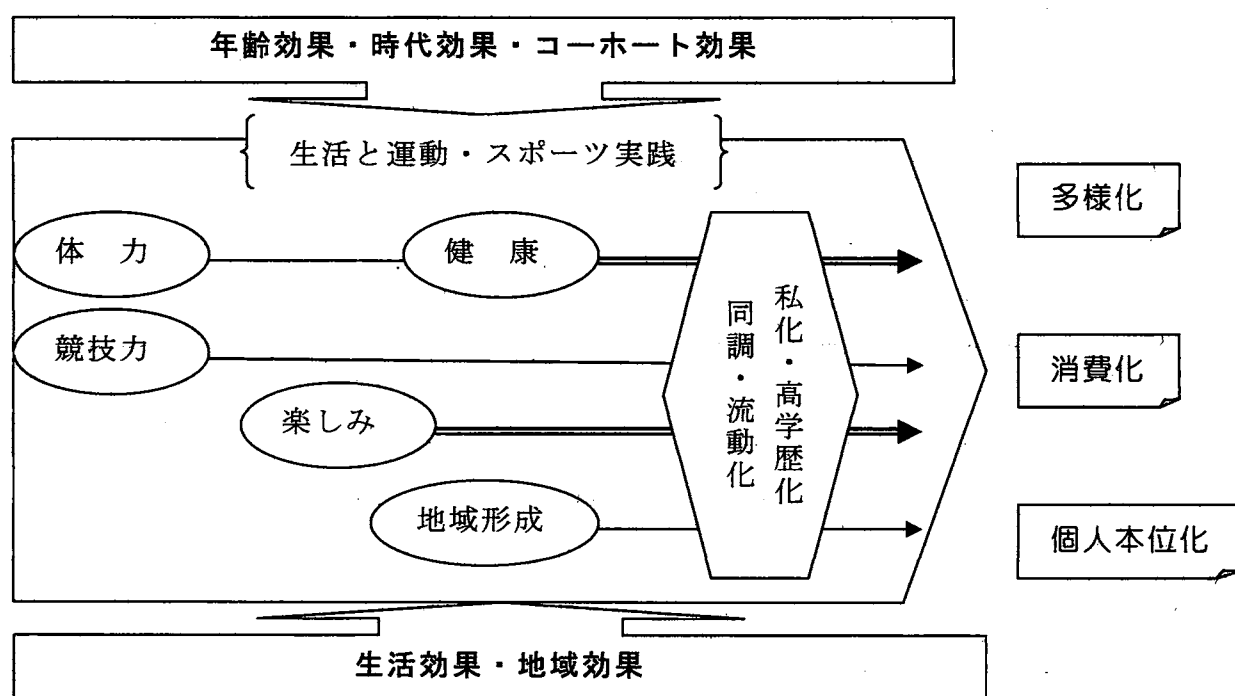 年齢効果・時代効果・コーホート効果
生活と運動・スポーツ実践
多様化
体　力
健　康
私化・高学歴化
同調・流動化
競技力
消費化
楽しみ
地域形成
個人本位化
生活効果・地域効果